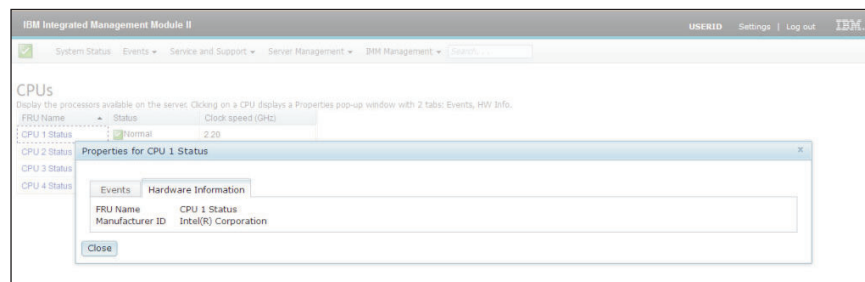 IBM Integrated Management Module II
USERID Settings | Log out IBM.
System Status Events Service and Support Server Management IMM Management Search...
CPUs
Display the processors available on the server. Clicking on a CPU displays a Properties pop-up window with 2 tabs: Events, HW Info.
FRU Name Status Clock speed (GHz)
CPU 1 Status Normal 2.20
CPU 2 Status
CPU 3 Status
CPU 4 Status
Properties for CPU 1 Status x
Events Hardware Information
FRU Name CPU 1 Status
Manufacturer ID Intel(R) Corporation
Close